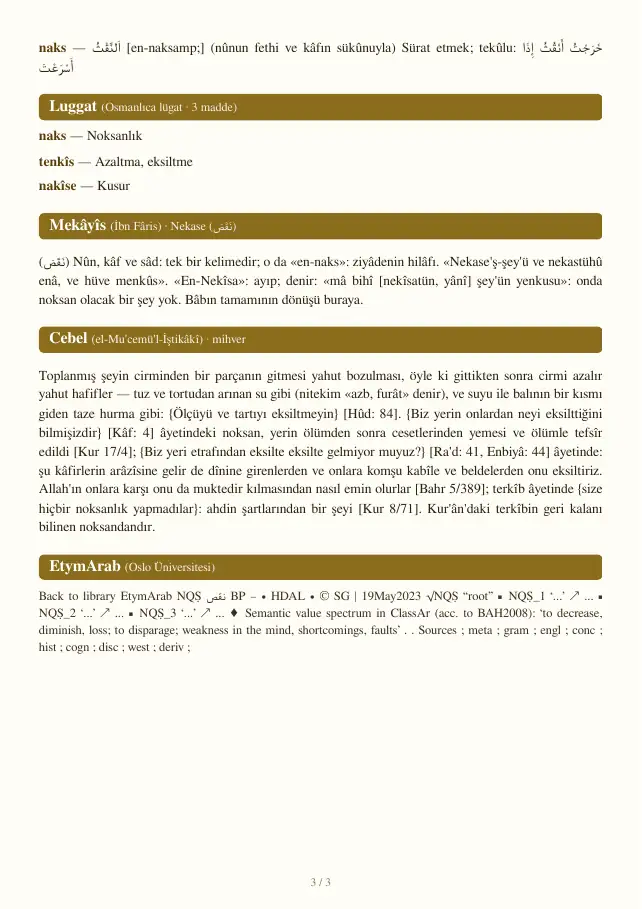 naks — اَلنَّقْثُ [en-naksamp;] (nûnun fethi ve kâfın sükûnuyla) Sürat etmek; tekûlu: خَرَجْتُ أَنْقُثُ إِذَا
أَسْرَعْتَ
Luggat (Osmanlıca lügat · 3 madde)
naks — Noksanlık
tenkîs — Azaltma, eksiltme
nakîse — Kusur
Mekâyîs (İbn Fâris) · Nekase (نَقَصَ)
(نَقَصَ) Nûn, kâf ve sâd: tek bir kelimedir; o da «en-naks»: ziyâdenin hilâfı. «Nekase'ş-şey'ü ve nekastühû
enâ, ve hüve menkûs». «En-Nekîsa»: ayıp; denir: «mâ bihî [nekîsatün, yânî] şey'ün yenkusu»: onda
noksan olacak bir şey yok. Bâbın tamamının dönüşü buraya.
Cebel (el-Mu'cemü'l-İştikâkî) · mihver
Toplanmış şeyin cirminden bir parçanın gitmesi yahut bozulması, öyle ki gittikten sonra cirmi azalır
yahut hafifler — tuz ve tortudan arınan su gibi (nitekim «azb, furât» denir), ve suyu ile balının bir kısmı
giden taze hurma gibi: {Ölçüyü ve tartıyı eksiltmeyin} [Hûd: 84]. {Biz yerin onlardan neyi eksilttiğini
bilmişizdir} [Kâf: 4] âyetindeki noksan, yerin ölümden sonra cesetlerinden yemesi ve ölümle tefsîr
edildi [Kur 17/4]; {Biz yeri etrafından eksilte eksilte gelmiyor muyuz?} [Ra'd: 41, Enbiyâ: 44] âyetinde:
şu kâfirlerin arâzîsine gelir de dînine girenlerden ve onlara komşu kabîle ve beldelerden onu eksiltiriz.
Allah'ın onlara karşı onu da muktedir kılmasından nasıl emin olurlar [Bahr 5/389]; terkîb âyetinde {size
hiçbir noksanlık yapmadılar}: ahdin şartlarından bir şeyi [Kur 8/71]. Kur'ân'daki terkîbin geri kalanı
bilinen noksandandır.
EtymArab (Oslo Üniversitesi)
Back to library EtymArab NQṢ نقص BP – • HDAL • © SG | 19May2023 √NQṢ “root” ▪ NQṢ_1 ‘...’ ↗ ... ▪
NQṢ_2 ‘...’ ↗ ... ▪ NQṢ_3 ‘...’ ↗ ... ♦ Semantic value spectrum in ClassAr (acc. to BAH2008): ‘to decrease,
diminish, loss; to disparage; weakness in the mind, shortcomings, faults’ . . Sources ; meta ; gram ; engl ; conc ;
hist ; cogn ; disc ; west ; deriv ;
3 / 3